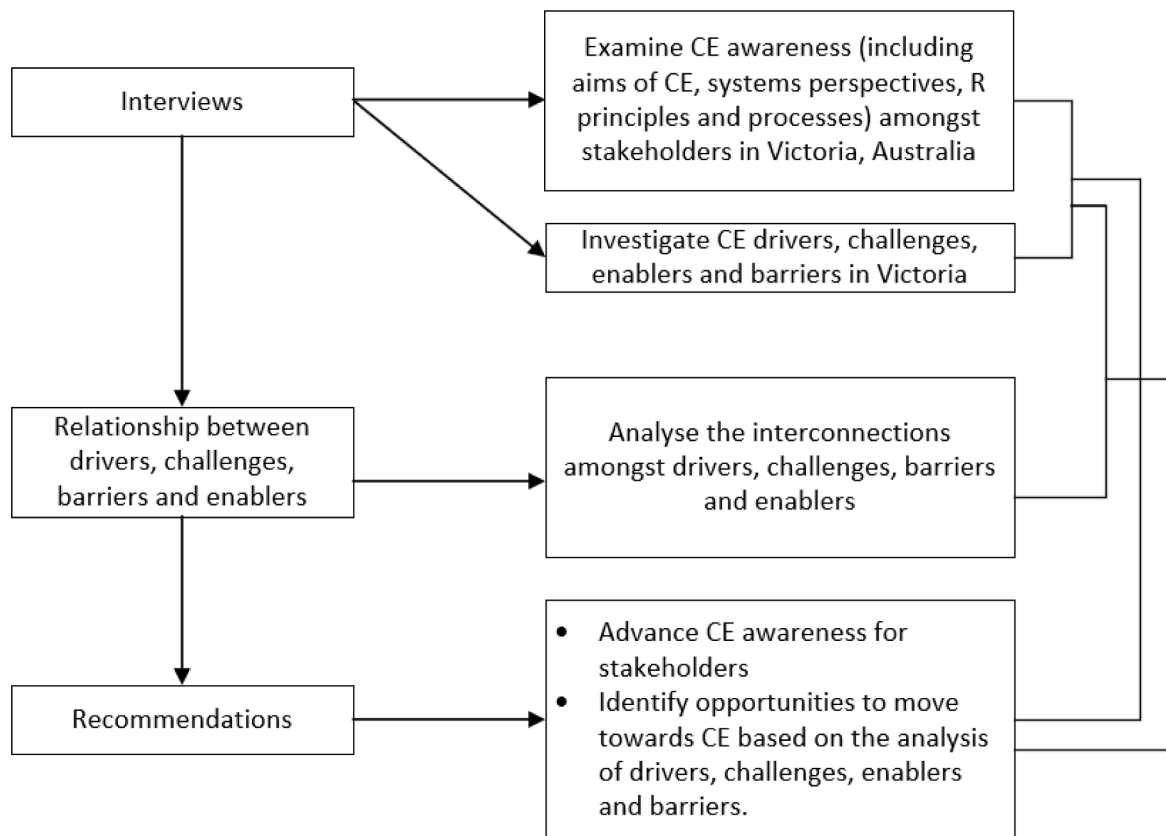 Interviews
Examine CE awareness (including
aims of CE, systems perspectives, R
principles and processes) amongst
stakeholders in Victoria, Australia
Investigate CE drivers, challenges,
enablers and barriers in Victoria
Relationship between
drivers, challenges,
barriers and enablers
Analyse the interconnections
amongst drivers, challenges, barriers
and enablers
Recommendations
• Advance CE awareness for
stakeholders
• Identify opportunities to move
towards CE based on the analysis
of drivers, challenges, enablers
and barriers.